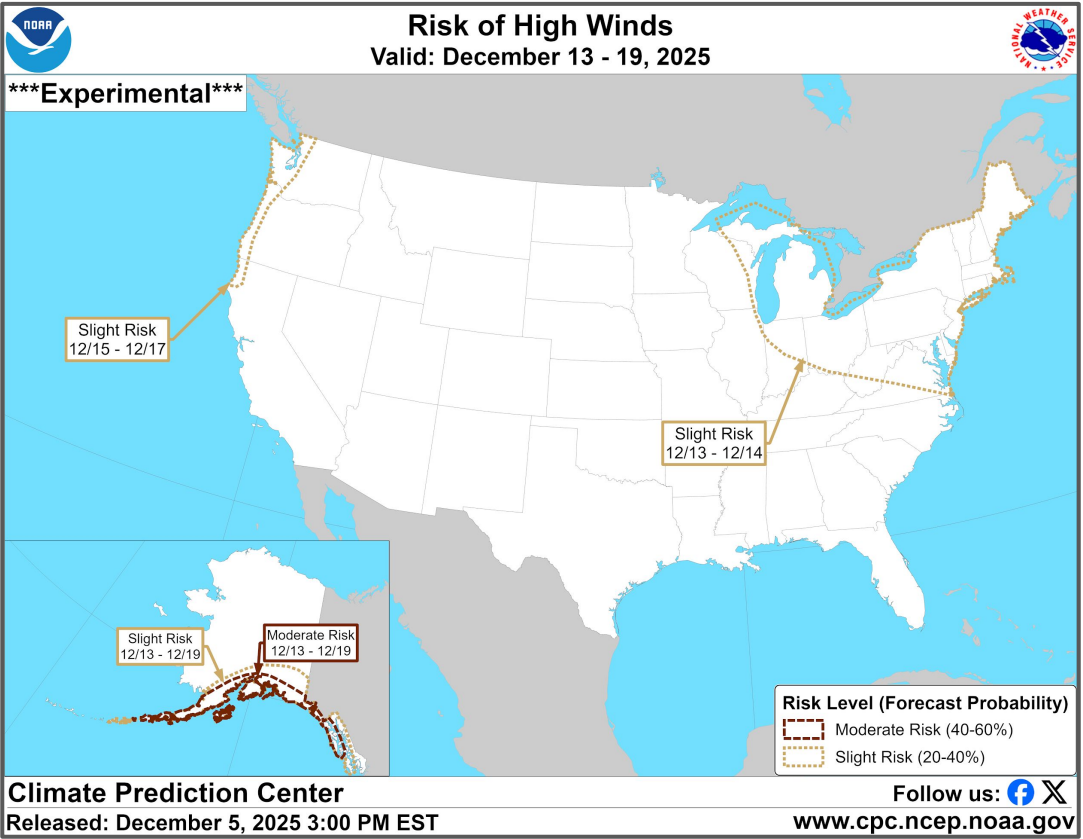 NOAA
Risk of High Winds
Valid: December 13 - 19, 2025
NATIONAL WEATHER SERVICE
***Experimental***
Slight Risk
12/15 - 12/17
Slight Risk
12/13 - 12/14
Slight Risk
12/13 - 12/19
Moderate Risk
12/13 - 12/19
Risk Level (Forecast Probability)
Moderate Risk (40-60%)
Slight Risk (20-40%)
Climate Prediction Center
Follow us:
Released: December 5, 2025 3:00 PM EST
www.cpc.ncep.noaa.gov